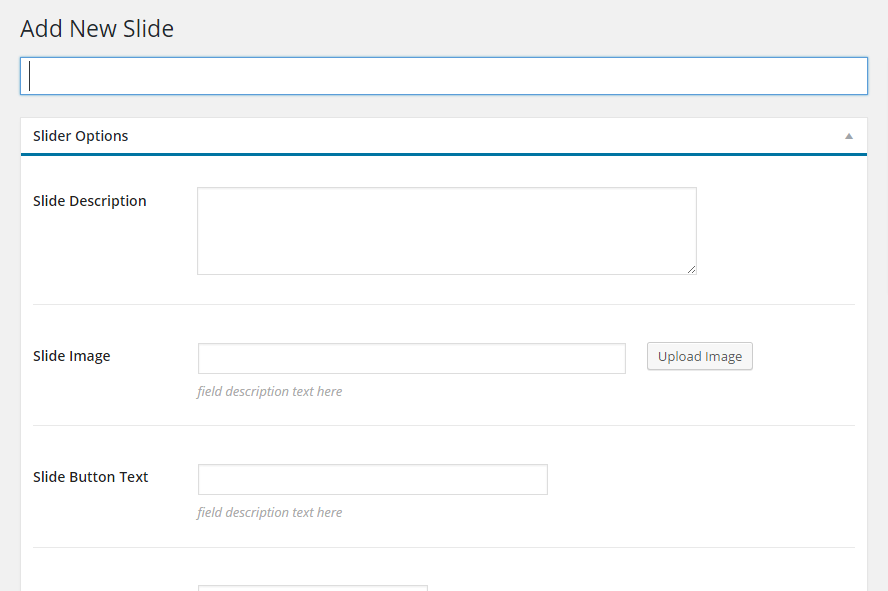 Add New Slide
Slider Options
Slide Description
Slide Image
Upload Image
field description text here
Slide Button Text
field description text here